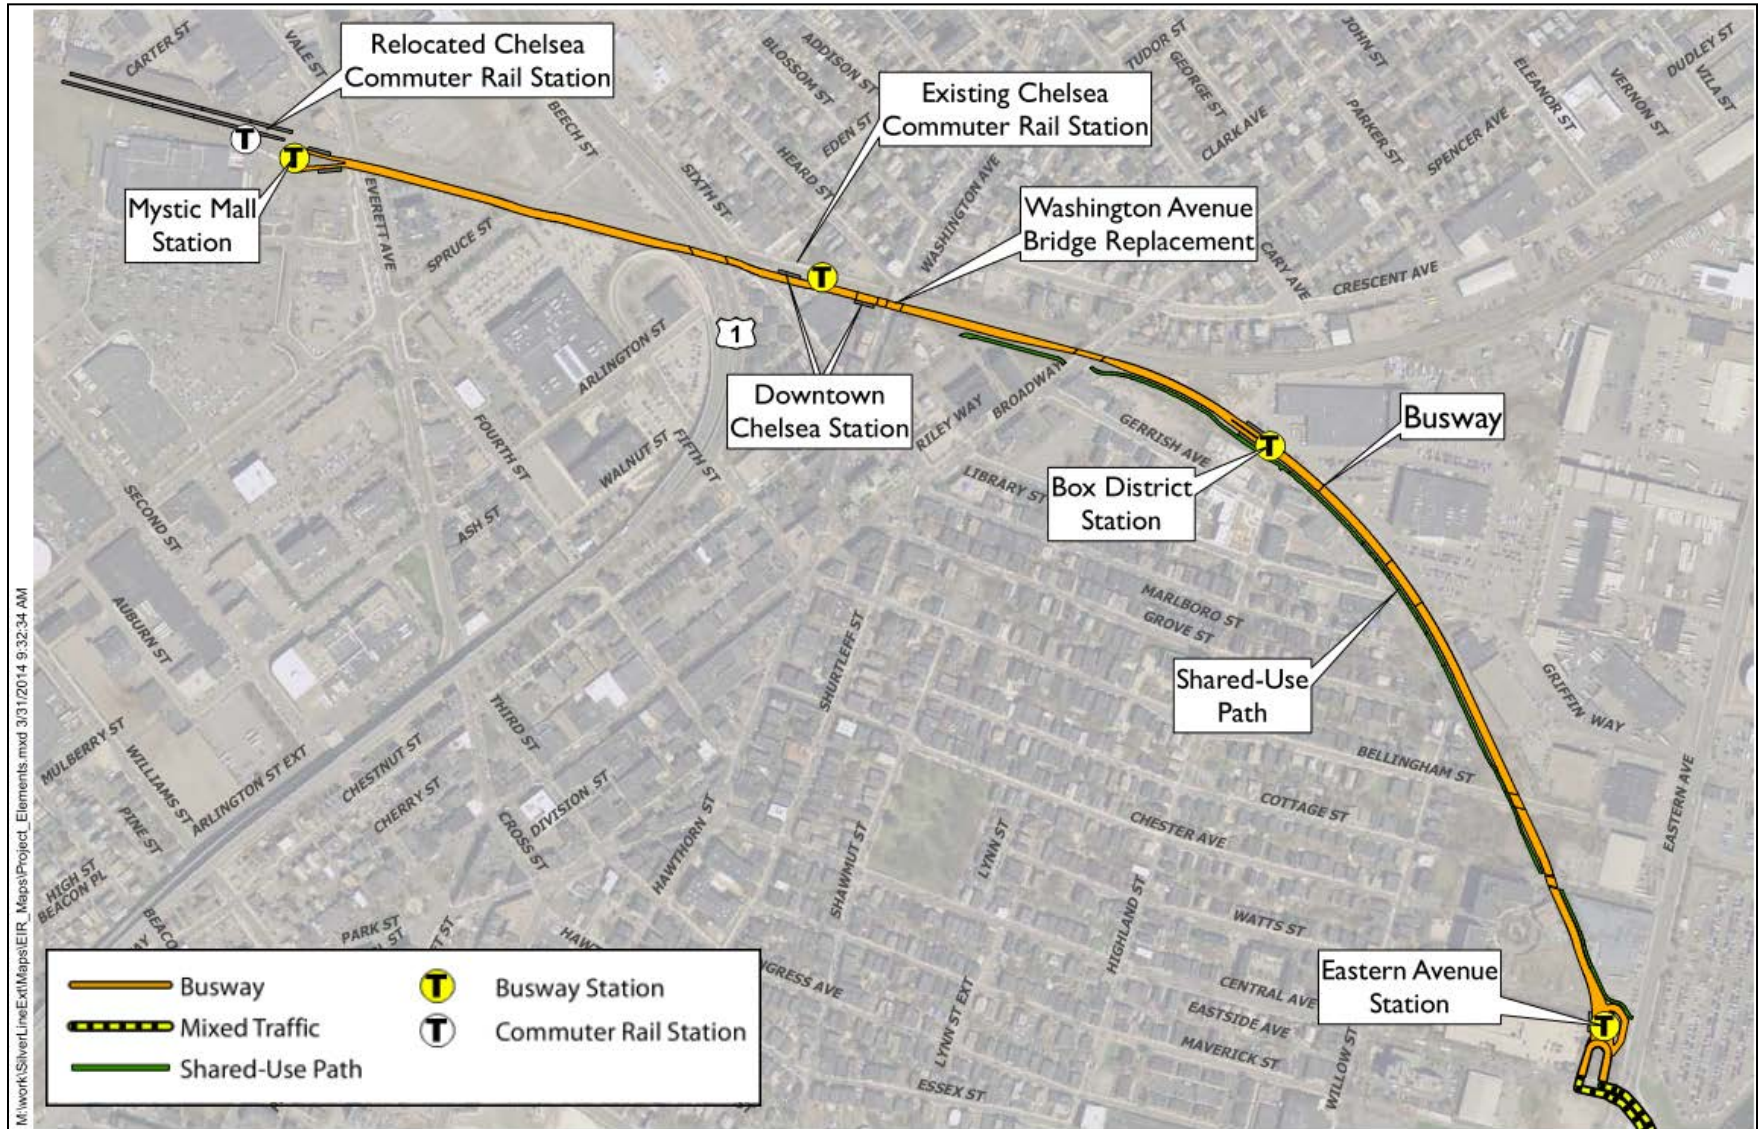 CARTER ST
VALE ST
Relocated Chelsea
Commuter Rail Station
BEECH ST
BLOSSOM ST
ADDISON ST
EDEN ST
HEARD ST
SIXTH ST
Existing Chelsea
Commuter Rail Station
TUDOR ST
GEORGE ST
CLARK AVE
JOHN ST
PARKER ST
SPENCER AVE
ELEANOR ST
VERNON ST
DUDLEY ST
VILA ST
T
T
Mystic Mall
Station
EVERETT AVE
SPRUCE ST
WASHINGTON AVE
Washington Avenue
Bridge Replacement
CARY AVE
CRESCENT AVE
T
1
ARLINGTON ST
Downtown
Chelsea Station
RILEY WAY
BROADWAY
GERRISH AVE
LIBRARY ST
T
Busway
Box District
Station
FOURTH ST
WALNUT ST
FIFTH ST
SECOND ST
ASH ST
AUBURN ST
MARLBORO ST
GROVE ST
SHURTLEFF ST
Shared-Use
Path
GRIFFIN WAY
THIRD ST
MULBERRY ST
WILLIAMS ST
ARLINGTON ST EXT
CHESTNUT ST
CHERRY ST
PINE ST
CROSS ST
DIVISION ST
HAWTHORN ST
SHAWMUT ST
BELLINGHAM ST
COTTAGE ST
CHESTER AVE
LYNN ST
EASTERN AVE
HIGH ST
BEACON PL
BEACO
PARK ST
WATTS ST
HIGHLAND ST
CENTRAL AVE
EASTSIDE AVE
MAVERICK ST
LYNN ST EXT
WILLOW ST
ESSEX ST
NGRESS AVE
Eastern Avenue
Station
T
Busway
Mixed Traffic
Shared-Use Path
T Busway Station
T Commuter Rail Station
M:\work\SilverLineExt\Maps\EIR_Maps\Project_Elements.mxd 3/31/2014 9:32:34 AM